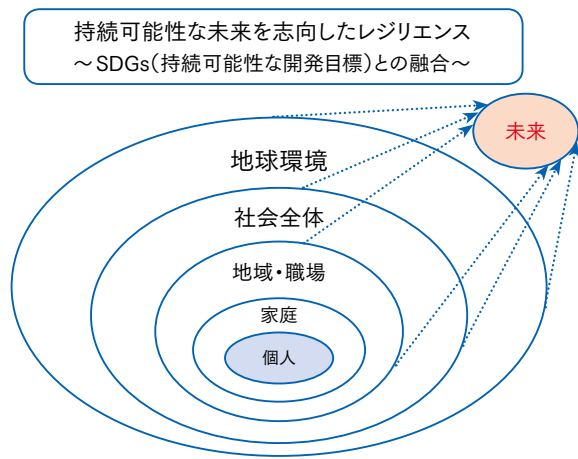 持続可能性な未来を志向したレジリエンス
~SDGs(持続可能性な開発目標)との融合~
未来
地球環境
社会全体
地域・職場
家庭
個人